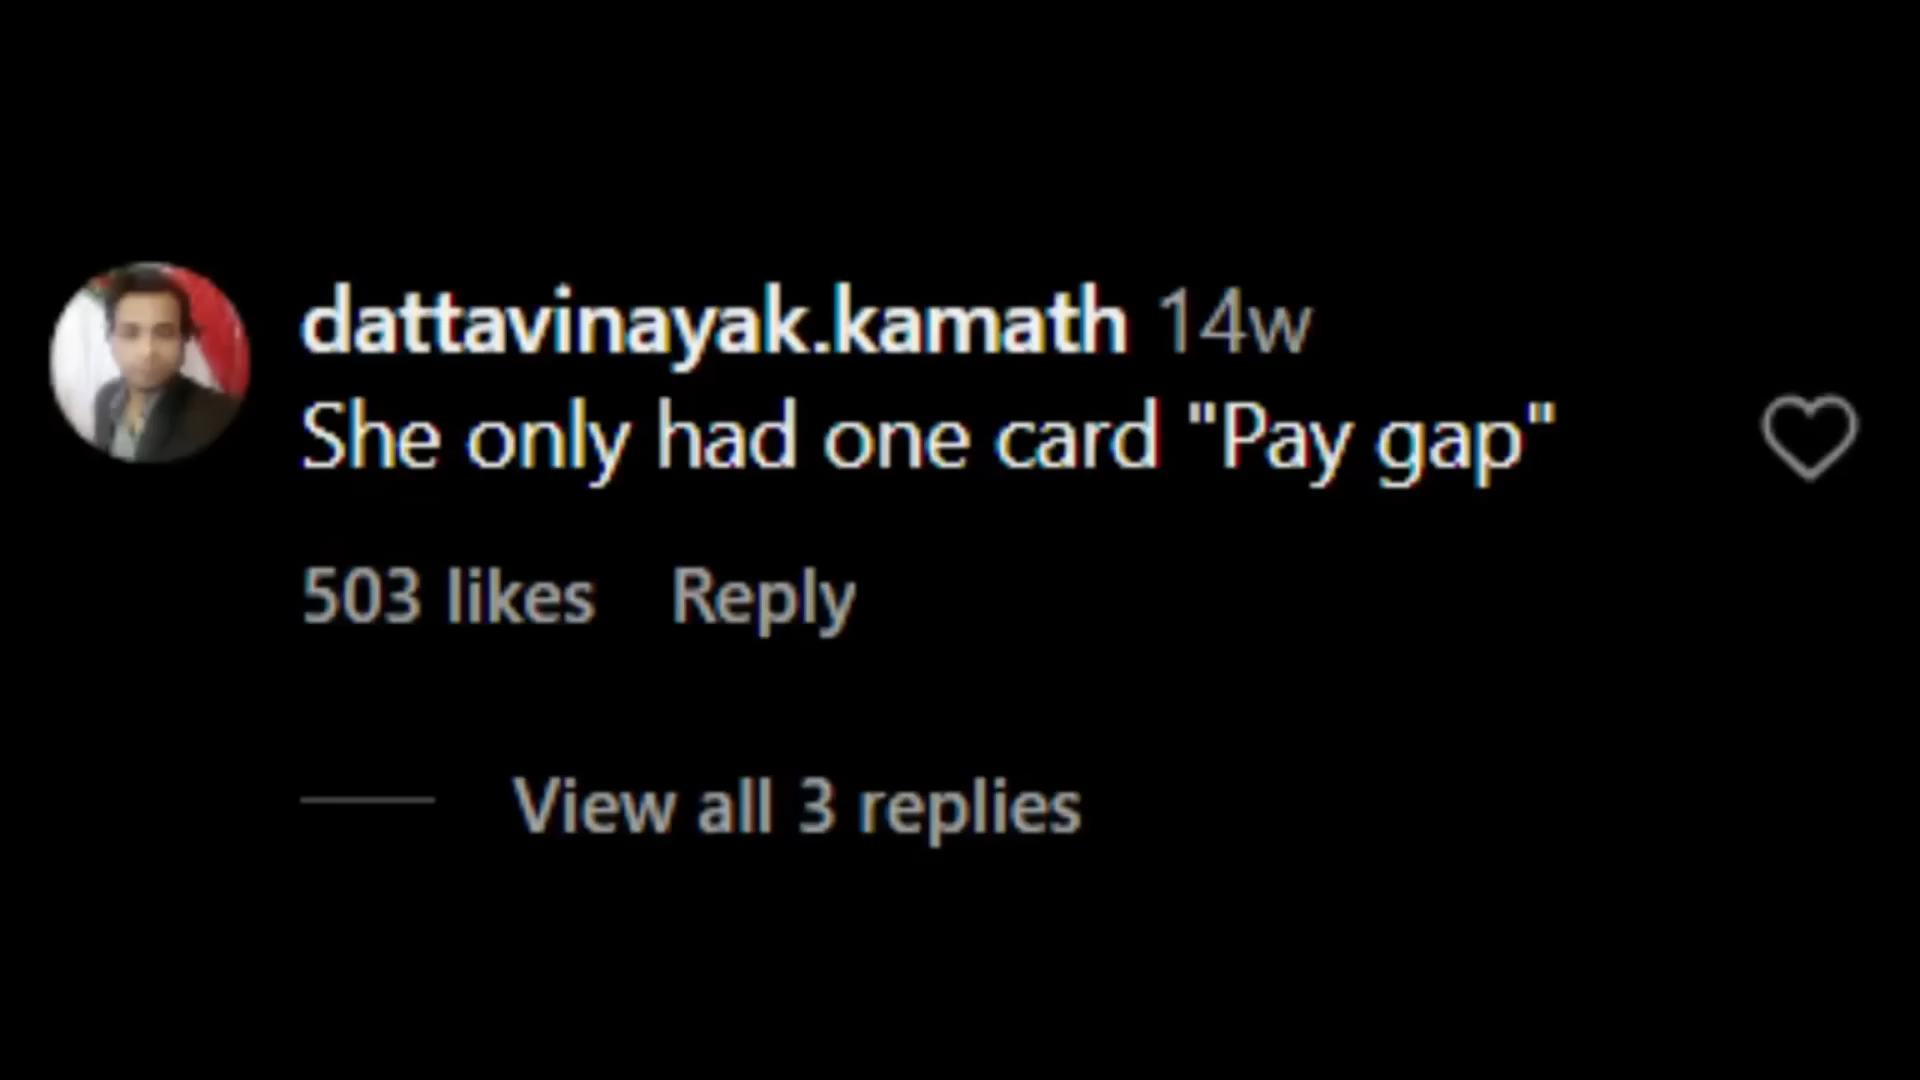 dattavinayak.kamath 14w
She only had one card "Pay gap"
503 likes Reply
View all 3 replies